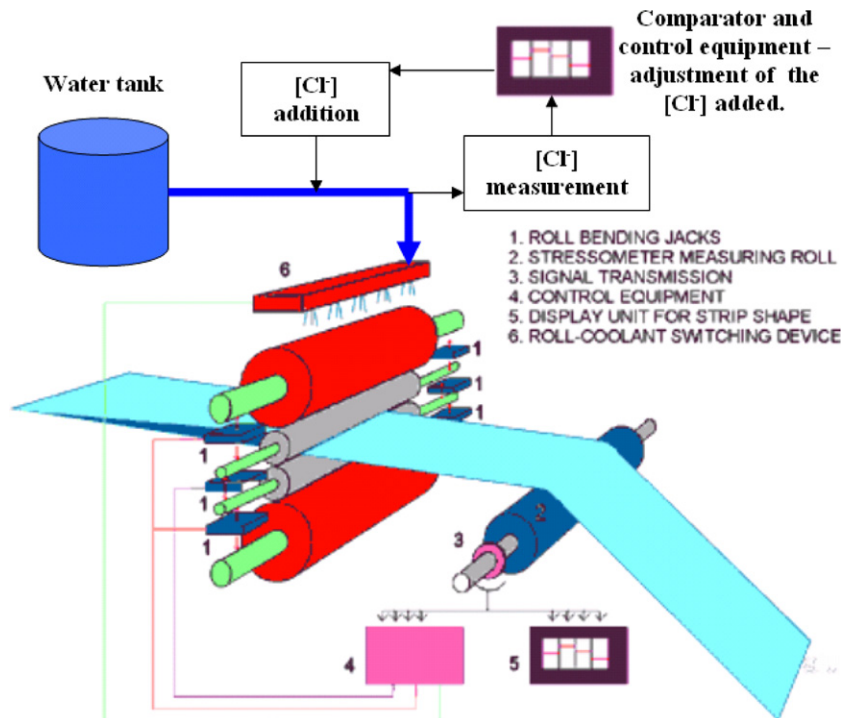 Comparator and
control equipment –
adjustment of the
[Cl-] added.
Water tank
[Cl-]
addition
[Cl-]
measurement
1. ROLL BENDING JACKS
2. STRESSOMETER MEASURING ROLL
3. SIGNAL TRANSMISSION
4. CONTROL EQUIPMENT
5. DISPLAY UNIT FOR STRIP SHAPE
6. ROLL-COOLANT SWITCHING DEVICE
6
1
1
1
1
1
1
2
3
4
5